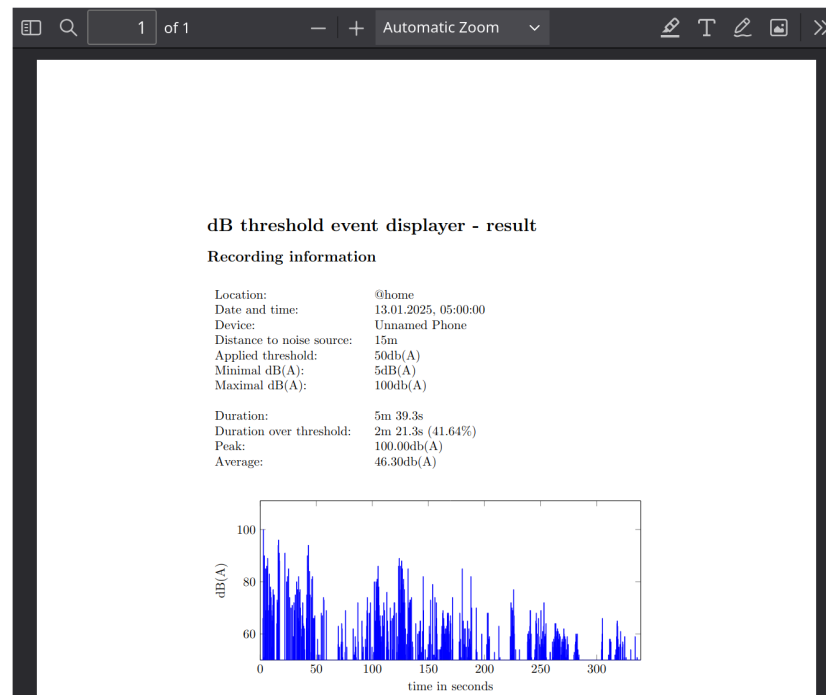 1 of 1 Automatic Zoom
dB threshold event displayer - result
Recording information
Location: @home
Date and time: 13.01.2025, 05:00:00
Device: Unnamed Phone
Distance to noise source: 15m
Applied threshold: 50db(A)
Minimal dB(A): 5dB(A)
Maximal dB(A): 100db(A)
Duration: 5m 39.3s
Duration over threshold: 2m 21.3s (41.64%)
Peak: 100.00db(A)
Average: 46.30db(A)
100
80
60
dB(A)
0 50 100 150 200 250 300
time in seconds